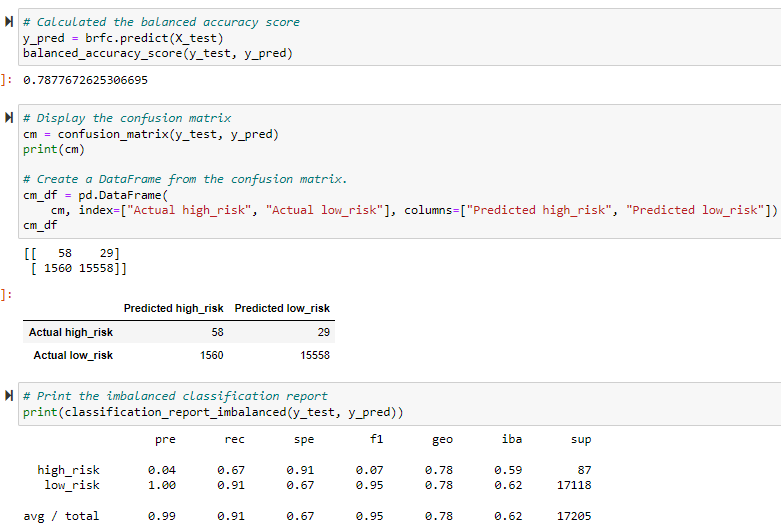 # Calculated the balanced accuracy score
y_pred = brfc.predict(X_test)
balanced_accuracy_score(y_test, y_pred)
]: 0.7877672625306695
# Display the confusion matrix
cm = confusion_matrix(y_test, y_pred)
print(cm)
# Create a DataFrame from the confusion matrix.
cm_df = pd.DataFrame(
    cm, index=["Actual high_risk", "Actual low_risk"], columns=["Predicted high_risk", "Predicted low_risk"])
cm_df
[[   58    29]
 [ 1560 15558]]
]:
Predicted high_risk Predicted low_risk
Actual high_risk 58 29
Actual low_risk 1560 15558
# Print the imbalanced classification report
print(classification_report_imbalanced(y_test, y_pred))
pre rec spe f1 geo iba sup
high_risk 0.04 0.67 0.91 0.07 0.78 0.59 87
low_risk 1.00 0.91 0.67 0.95 0.78 0.62 17118
avg / total 0.99 0.91 0.67 0.95 0.78 0.62 17205